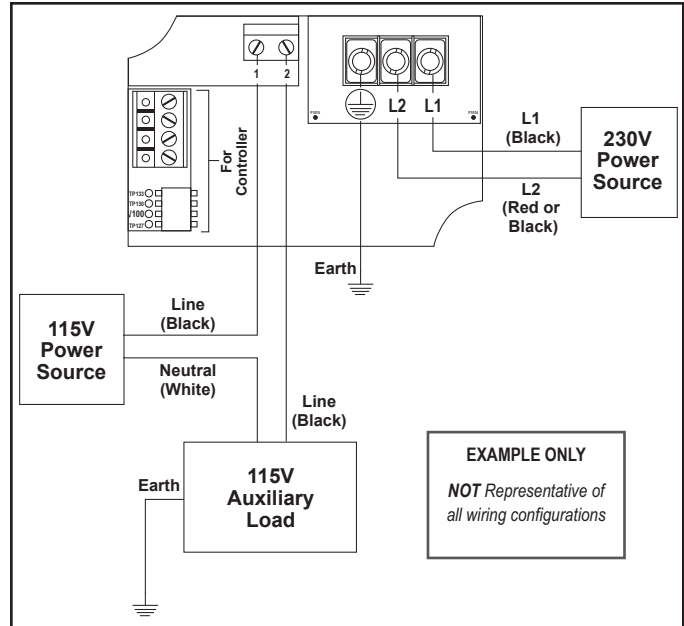 1 2
L2 L1
For
Controller
TP133
TP130
/100
TP127
L1
(Black)
230V
Power
Source
L2
(Red or
Black)
Earth
115V
Power
Source
Line
(Black)
Neutral
(White)
Line
(Black)
Earth
115V
Auxiliary
Load
EXAMPLE ONLY
NOT Representative of
all wiring configurations